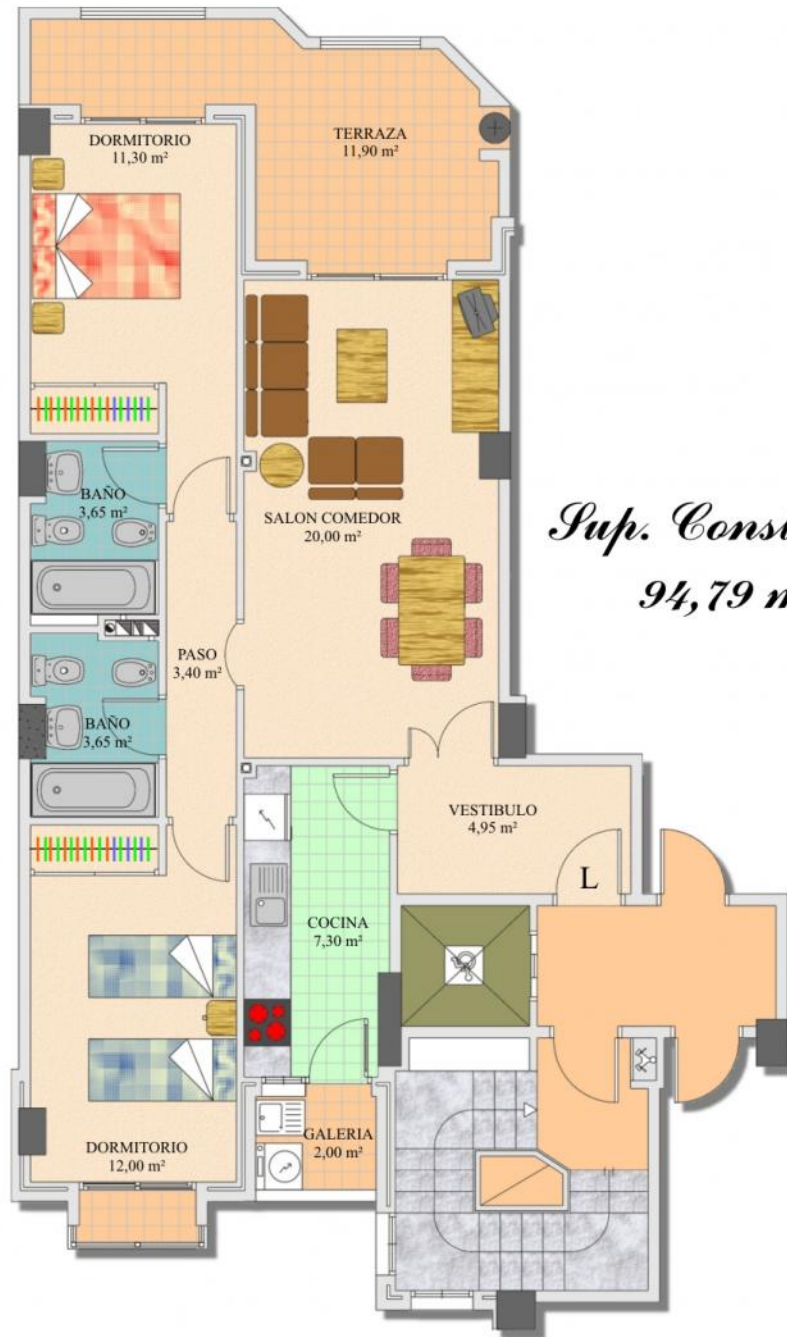 DORMITORIO
11,30 m²
TERRAZA
11,90 m²
BAÑO
3,65 m²
SALON COMEDOR
20,00 m²
Sup. Const
94,79 m
PASO
3,40 m²
BAÑO
3,65 m²
VESTIBULO
4,95 m²
L
COCINA
7,30 m²
GALERIA
2,00 m²
DORMITORIO
12,00 m²